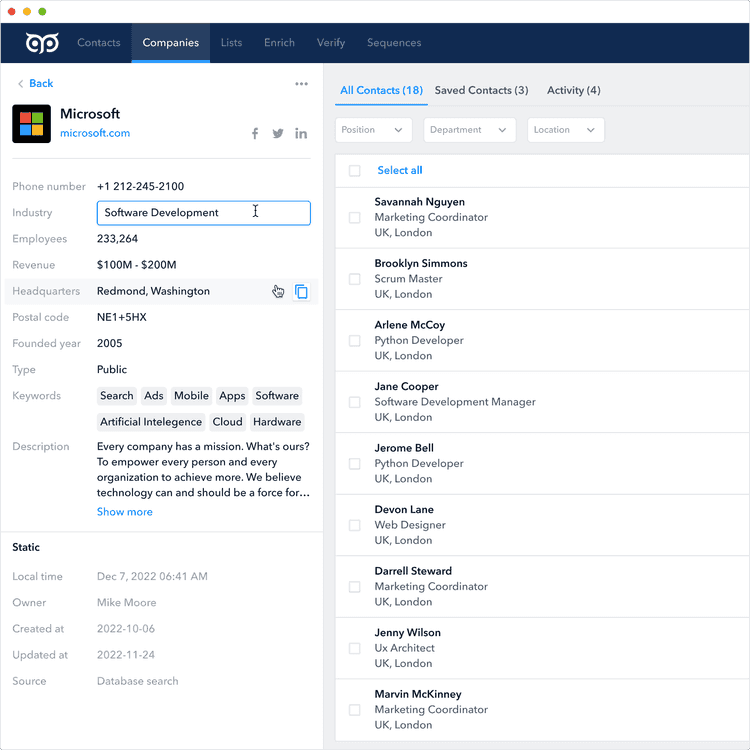 Contacts Companies Lists Enrich Verify Sequences
Back
Microsoft
microsoft.com
Phone number +1 212-245-2100
Industry Software Development
Employees 233,264
Revenue $100M - $200M
Headquarters Redmond, Washington
Postal code NE1+5HX
Founded year 2005
Type Public
Keywords Search Ads Mobile Apps Software
Artificial Intelegence Cloud Hardware
Description Every company has a mission. What's ours?
To empower every person and every
organization to achieve more. We believe
technology can and should be a force for...
Show more
Static
Local time Dec 7, 2022 06:41 AM
Owner Mike Moore
Created at 2022-10-06
Updated at 2022-11-24
Source Database search
All Contacts (18) Saved Contacts (3) Activity (4)
Position Department Location
Select all
Savannah Nguyen
Marketing Coordinator
UK, London
Brooklyn Simmons
Scrum Master
UK, London
Arlene McCoy
Python Developer
UK, London
Jane Cooper
Software Development Manager
UK, London
Jerome Bell
Python Developer
UK, London
Devon Lane
Web Designer
UK, London
Darrell Steward
Marketing Coordinator
UK, London
Jenny Wilson
Ux Architect
UK, London
Marvin McKinney
Marketing Coordinator
UK, London